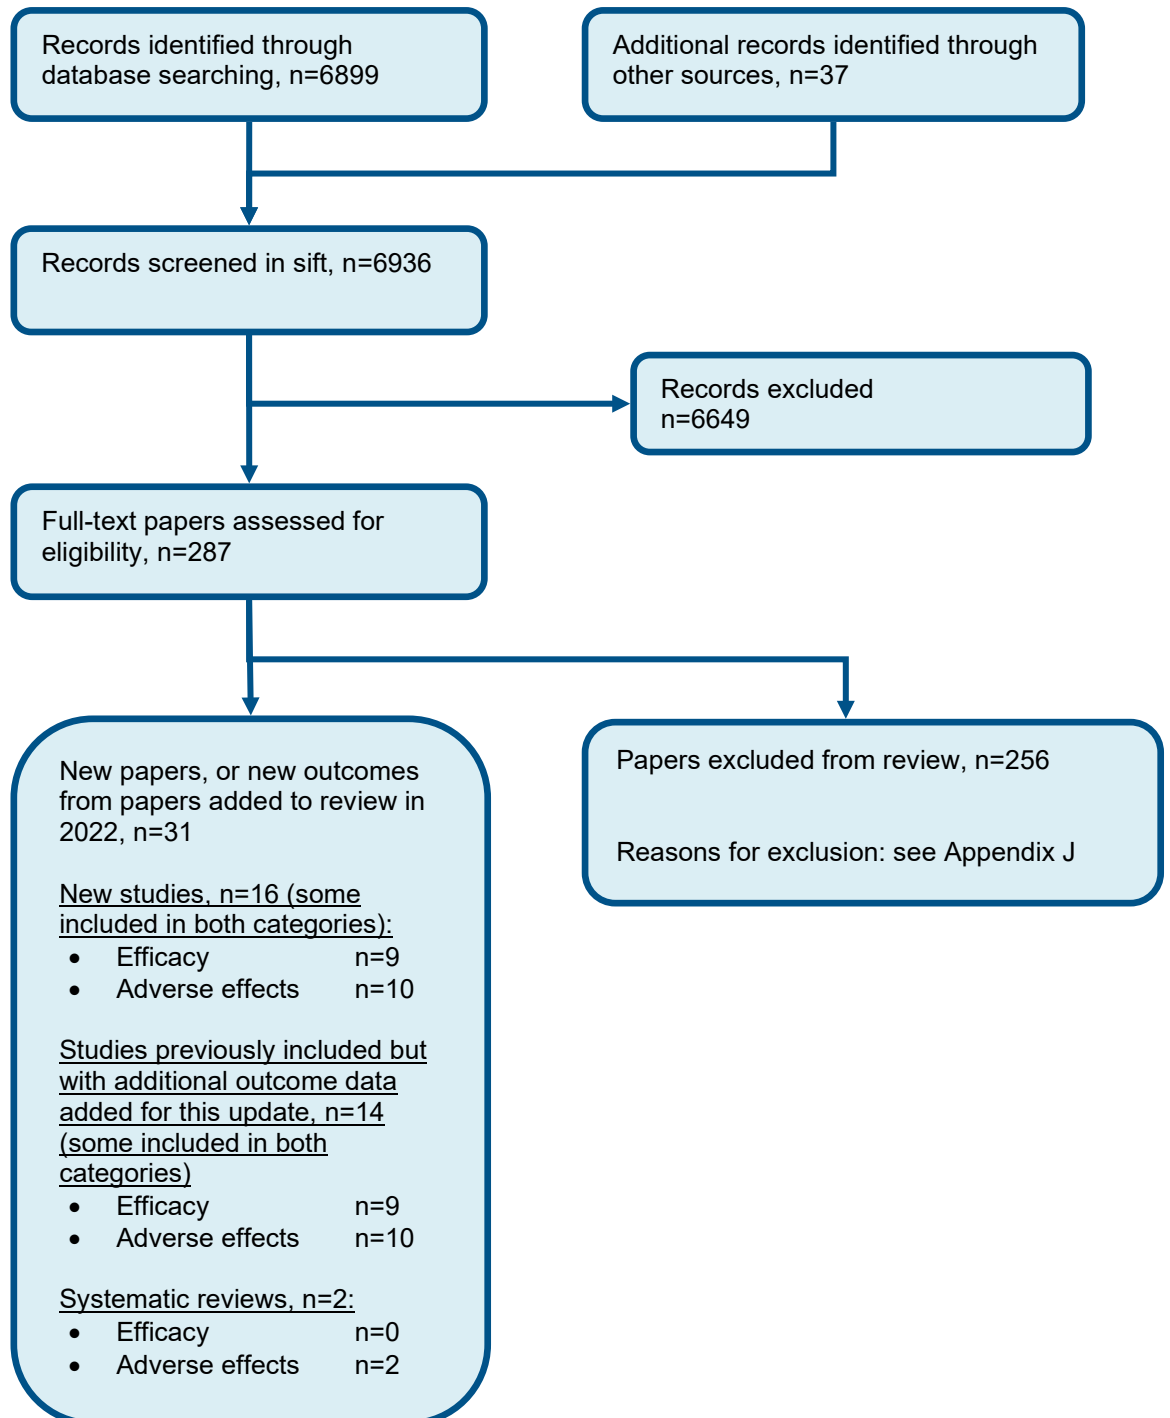 Records identified through
database searching, n=6899
Additional records identified through
other sources, n=37
Records screened in sift, n=6936
Records excluded
n=6649
Full-text papers assessed for
eligibility, n=287
New papers, or new outcomes
from papers added to review in
2022, n=31
New studies, n=16 (some
included in both categories):
• Efficacy n=9
• Adverse effects n=10
Studies previously included but
with additional outcome data
added for this update, n=14
(some included in both
categories)
• Efficacy n=9
• Adverse effects n=10
Systematic reviews, n=2:
• Efficacy n=0
• Adverse effects n=2
Papers excluded from review, n=256
Reasons for exclusion: see Appendix J